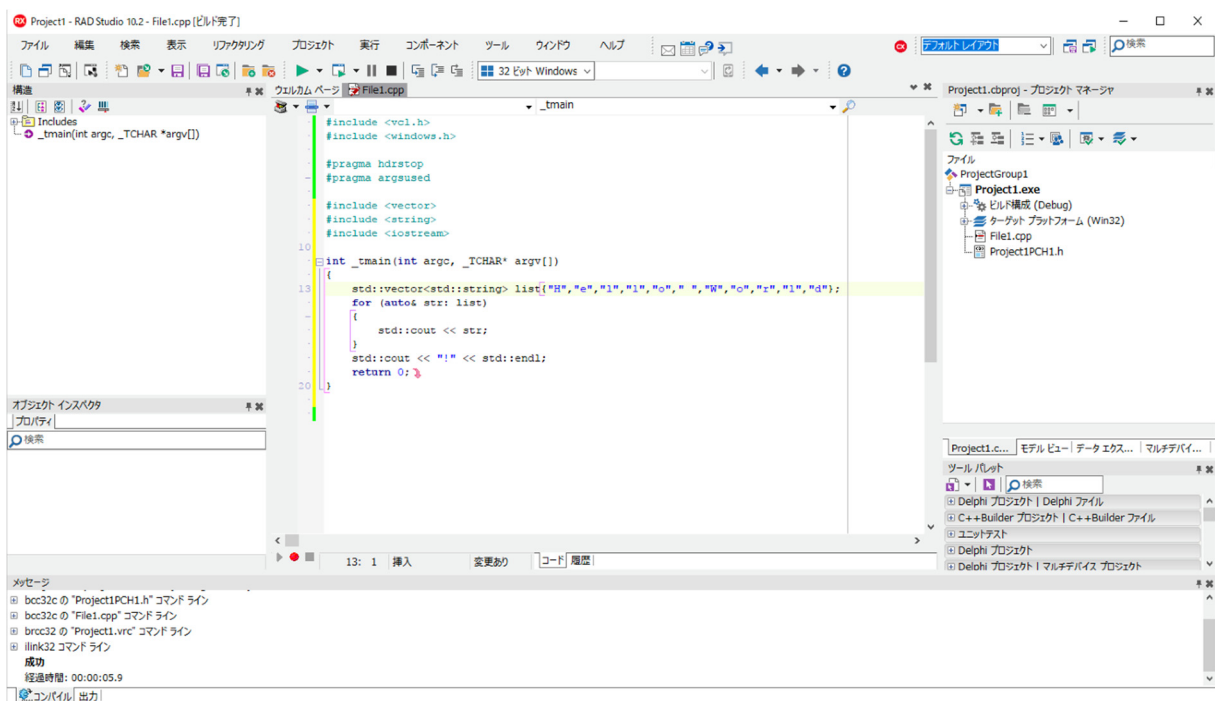 Project1 - RAD Studio 10.2 - File1.cpp [ビルド完了]
ファイル 編集 検索 表示 リファクタリング プロジェクト 実行 コンポーネント ツール ウィンドウ ヘルプ
デフォルト レイアウト
検索
32 ビット Windows
構造
Includes
_tmain(int argc, _TCHAR *argv[])
オブジェクト インスペクタ
プロパティ
検索
ウェルカム ページ File1.cpp
_tmain
#include <vcl.h>
#include <windows.h>
#pragma hdrstop
#pragma argsused
#include <vector>
#include <string>
#include <iostream>
10
int _tmain(int argc, _TCHAR* argv[])
{
13 std::vector<std::string> list{"H","e","l","l","o"," ","W","o","r","l","d"};
for (auto& str: list)
{
std::cout << str;
}
std::cout << "!" << std::endl;
return 0;
20 }
13: 1 挿入 変更あり コード 履歴
Project1.cbproj - プロジェクト マネージャ
ファイル
ProjectGroup1
Project1.exe
ビルド構成 (Debug)
ターゲット プラットフォーム (Win32)
File1.cpp
Project1PCH1.h
Project1.c... モデル ビュー データ エクス... マルチデバイ...
ツール パレット
検索
Delphi プロジェクト | Delphi ファイル
C++Builder プロジェクト | C++Builder ファイル
ユニットテスト
Delphi プロジェクト
Delphi プロジェクト | マルチデバイス プロジェクト
メッセージ
bcc32c の "Project1PCH1.h" コマンド ライン
bcc32c の "File1.cpp" コマンド ライン
brcc32 の "Project1.vrc" コマンド ライン
ilink32 コマンド ライン
成功
経過時間: 00:00:05.9
コンパイル 出力